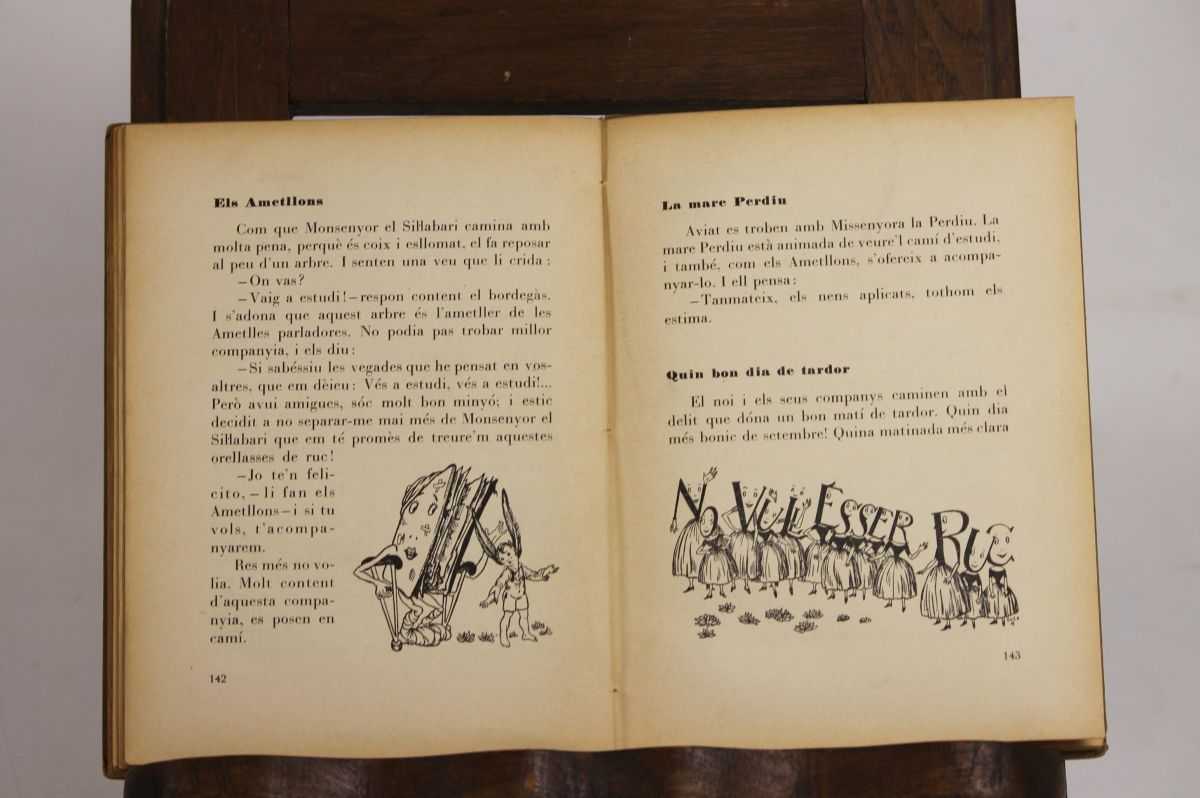 Els Ametllons
Com que Monsenyor el Sil·labari camina amb
molta pena, perquè és coix i esllomat, el fa reposar
al peu d'un arbre. I senten una veu que li crida:
—On vas?
—Vaig a estudi!—respon content el bordegàs.
I s'adona que aquest arbre és l'ametller de les
Ametlles parladores. No podia pas trobar millor
companyia, i els diu:
—Si sabéssiu les vegades que he pensat en vos-
altres, que em dèieu: Vés a estudi, vés a estudi!...
Però avui amigues, sóc molt bon minyó; i estic
decidit a no separar-me mai més de Monsenyor el
Sil·labari que em té promès de treure'm aquestes
orellasses de ruc!
—Jo te'n feli-
cito,—li fan els
Ametllons—i si tu
vols, t'acompa-
nyarem.
Res més no vo-
lia. Molt content
d'aquesta compa-
nyia, es posen en
camí.
142
La mare Perdiu
Aviat es troben amb Missenyora la Perdiu. La
mare Perdiu està animada de veure'l camí d'estudi,
i també, com els Ametllons, s'ofereix a acompa-
nyar-lo. I ell pensa:
—Tanmateix, els nens aplicats, tothom els
estima.
Quin bon dia de tardor
El noi i els seus companys caminen amb el
delit que dóna un bon matí de tardor. Quin dia
més bonic de setembre! Quina matinada més clara
NO VULL ÉSSER RUC
143